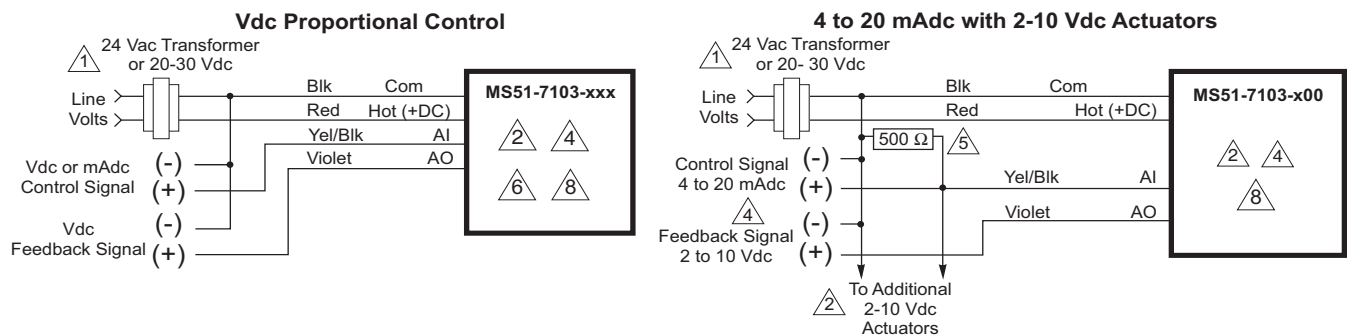 Vdc Proportional Control
1
24 Vac Transformer
or 20-30 Vdc
Line
Volts
Blk Com
Red Hot (+DC)
Yel/Blk AI
Violet AO
MS51-7103-xxx
2 4
6 8
Vdc or mAdc
Control Signal
(-)
(+)
Vdc
Feedback Signal
(-)
(+)
4 to 20 mAdc with 2-10 Vdc Actuators
1
24 Vac Transformer
or 20- 30 Vdc
Line
Volts
Blk Com
Red Hot (+DC)
500 Ω
5
MS51-7103-x00
2 4
8
Control Signal
4 to 20 mAdc
(-)
(+)
Yel/Blk AI
4
Feedback Signal
2 to 10 Vdc
(-)
(+)
Violet AO
2
To Additional
2-10 Vdc
Actuators